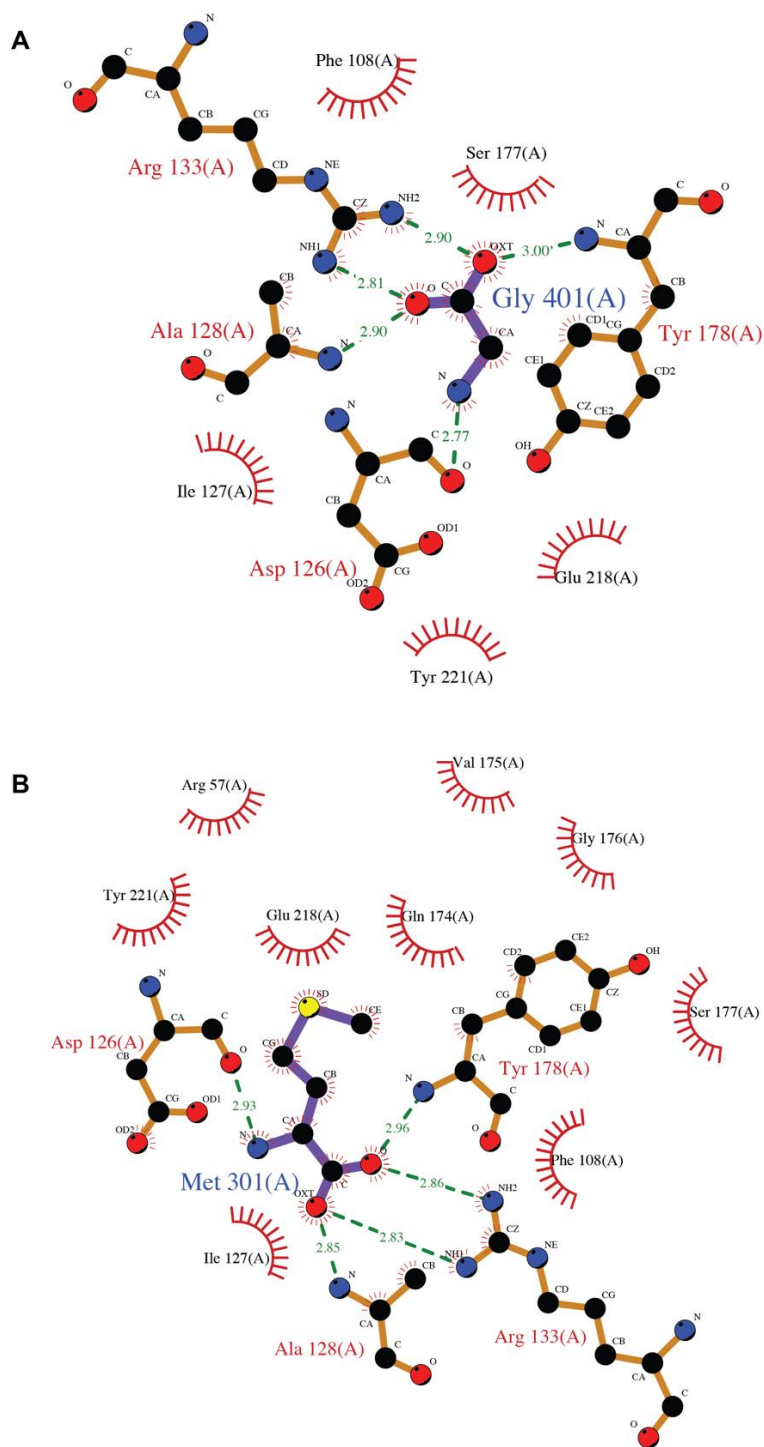 A
N
C
Phe 108(A)
O
CA
CB
CG
Ser 177(A)
Arg 133(A)
CD
NE
C
O
CZ
NH2
N
CA
2.90
OXT
3.00
NH1
CB
2.81
O
C
Gly 401(A)
CB
CD1
CG
Tyr 178(A)
Ala 128(A)
CA
2.90
N
CA
O
CE1
CD2
C
N
N
CZ
CE2
C
2.77
OH
Ile 127(A)
CA
O
CB
OD1
Asp 126(A)
CG
Glu 218(A)
OD2
Tyr 221(A)
B
Val 175(A)
Arg 57(A)
Gly 176(A)
Tyr 221(A)
Glu 218(A)
Gln 174(A)
CE2
OH
CD2
N
SD
CE
CG
CZ
CB
Ser 177(A)
CA
C
CG
CE1
Asp 126(A)
CB
O
CD1
CB
CA
Tyr 178(A)
CG
OD1
N
C
OD2
2.93
CA
2.96
N
O
O
Phe 108(A)
Met 301(A)
C
2.86
OXT
NH2
CZ
2.83
NE
Ile 127(A)
2.85
NH1
N
CB
CD
CG
CA
N
Ala 128(A)
C
Arg 133(A)
CB
O
CA
C
O